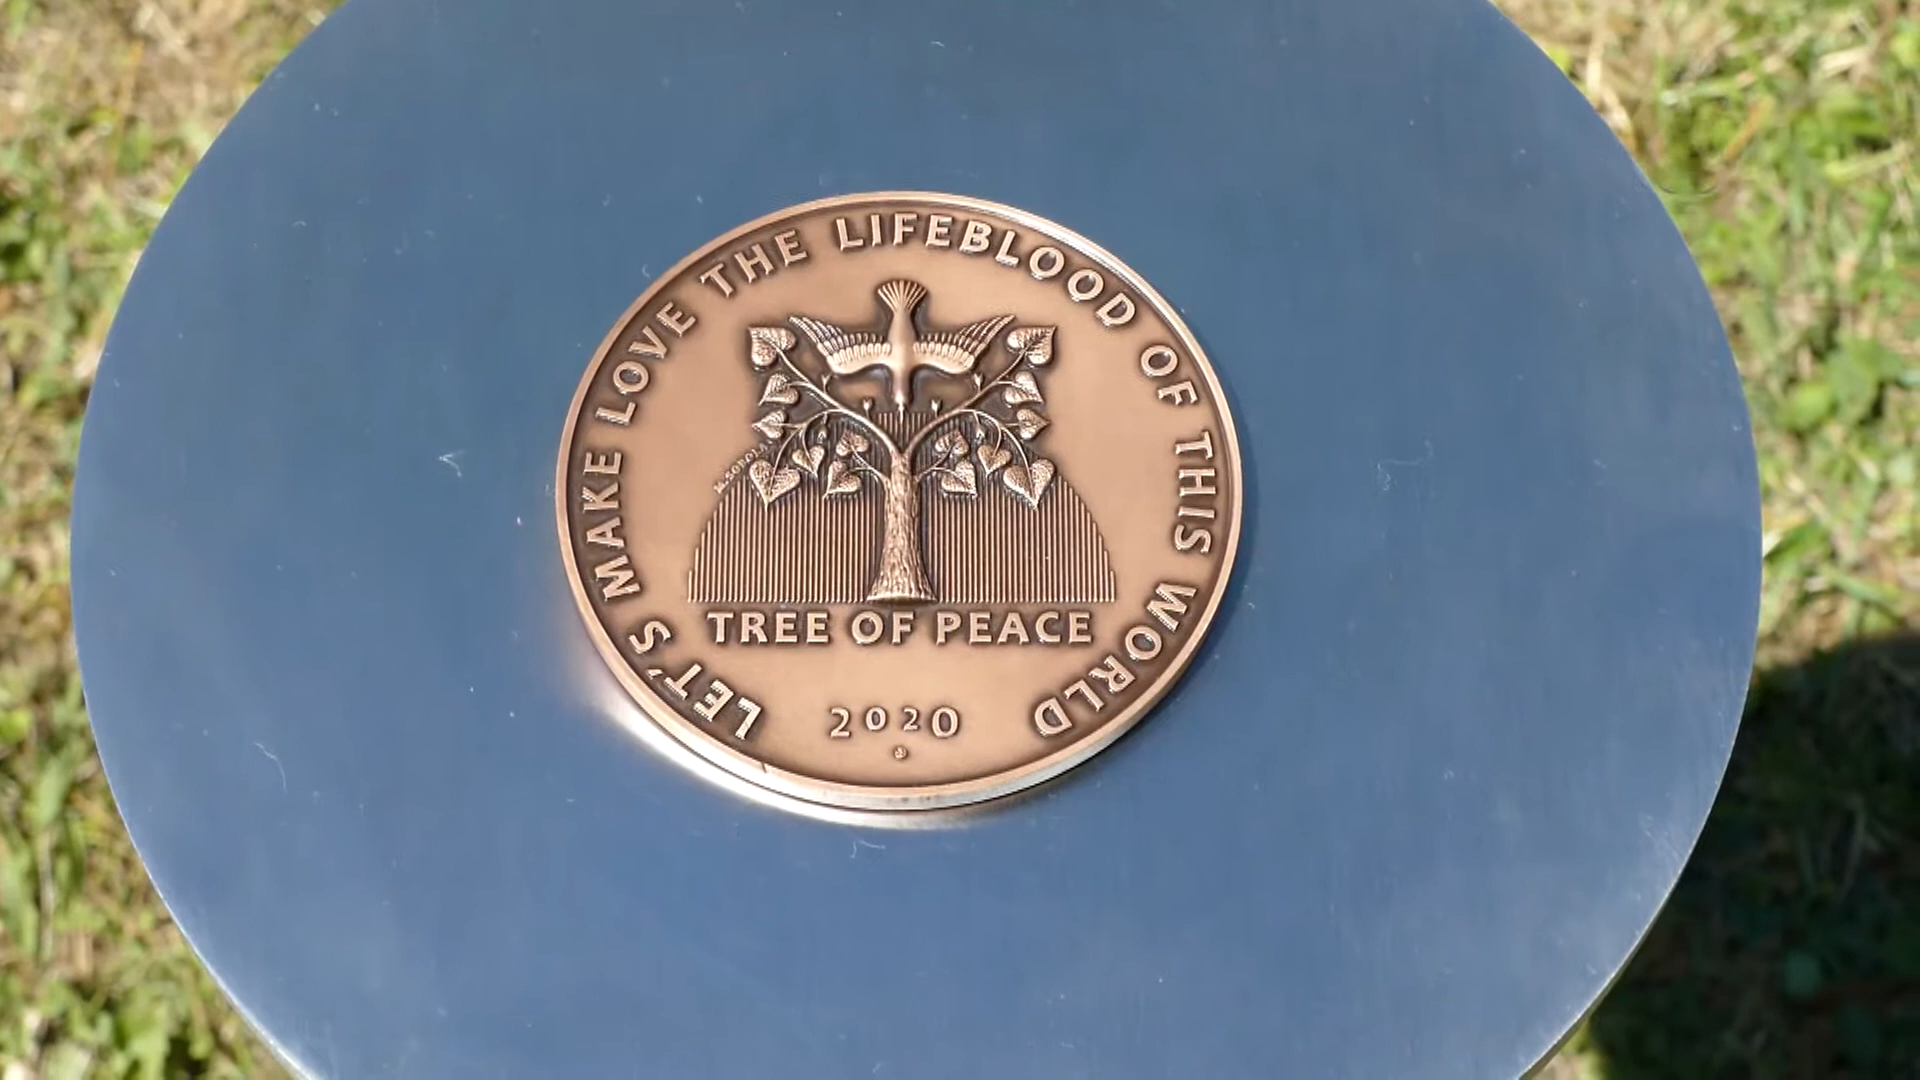 LET'S MAKE LOVE THE LIFEBLOOD OF THIS WORLD
TREE OF PEACE
2020